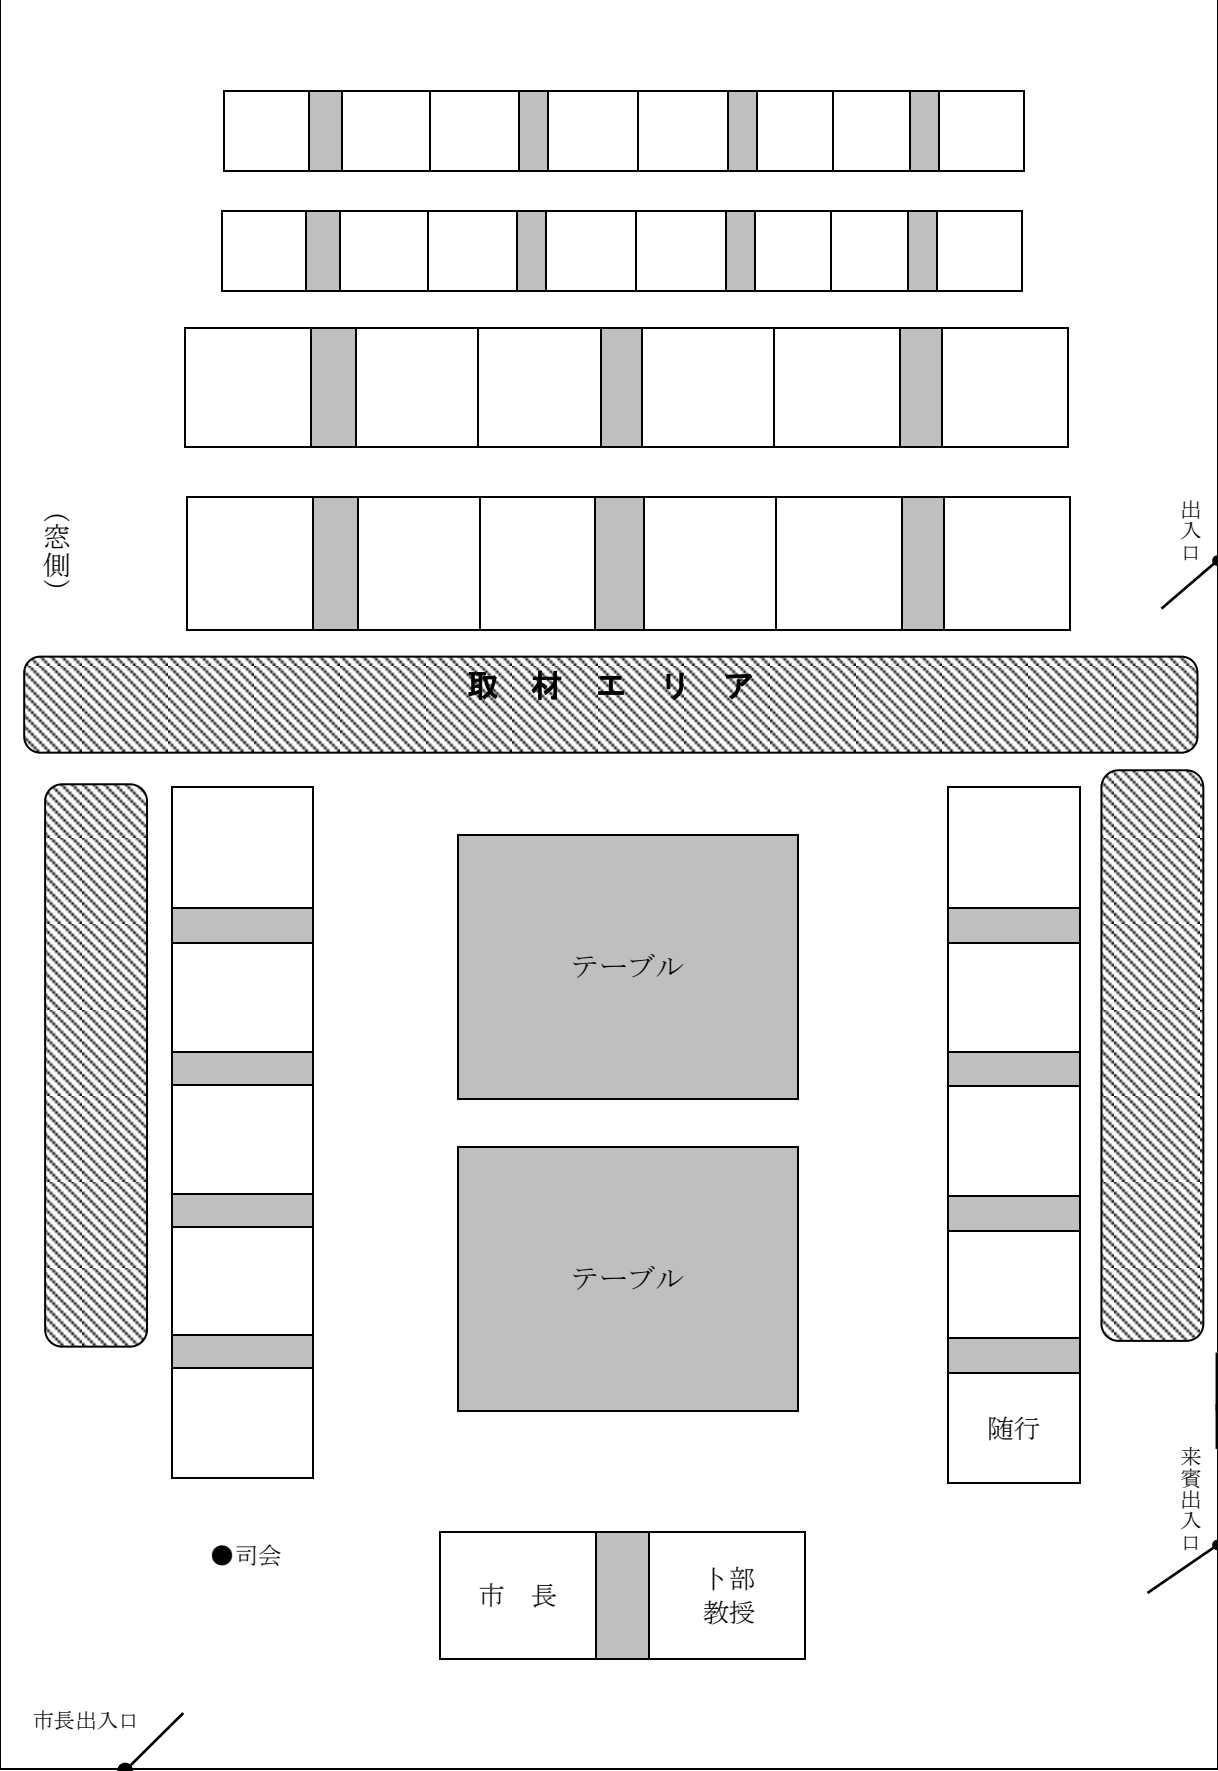 （窓側）
出入口
取材エリア
テーブル
テーブル
随行
来賓出入口
●司会
市　長
卜部
教授
市長出入口